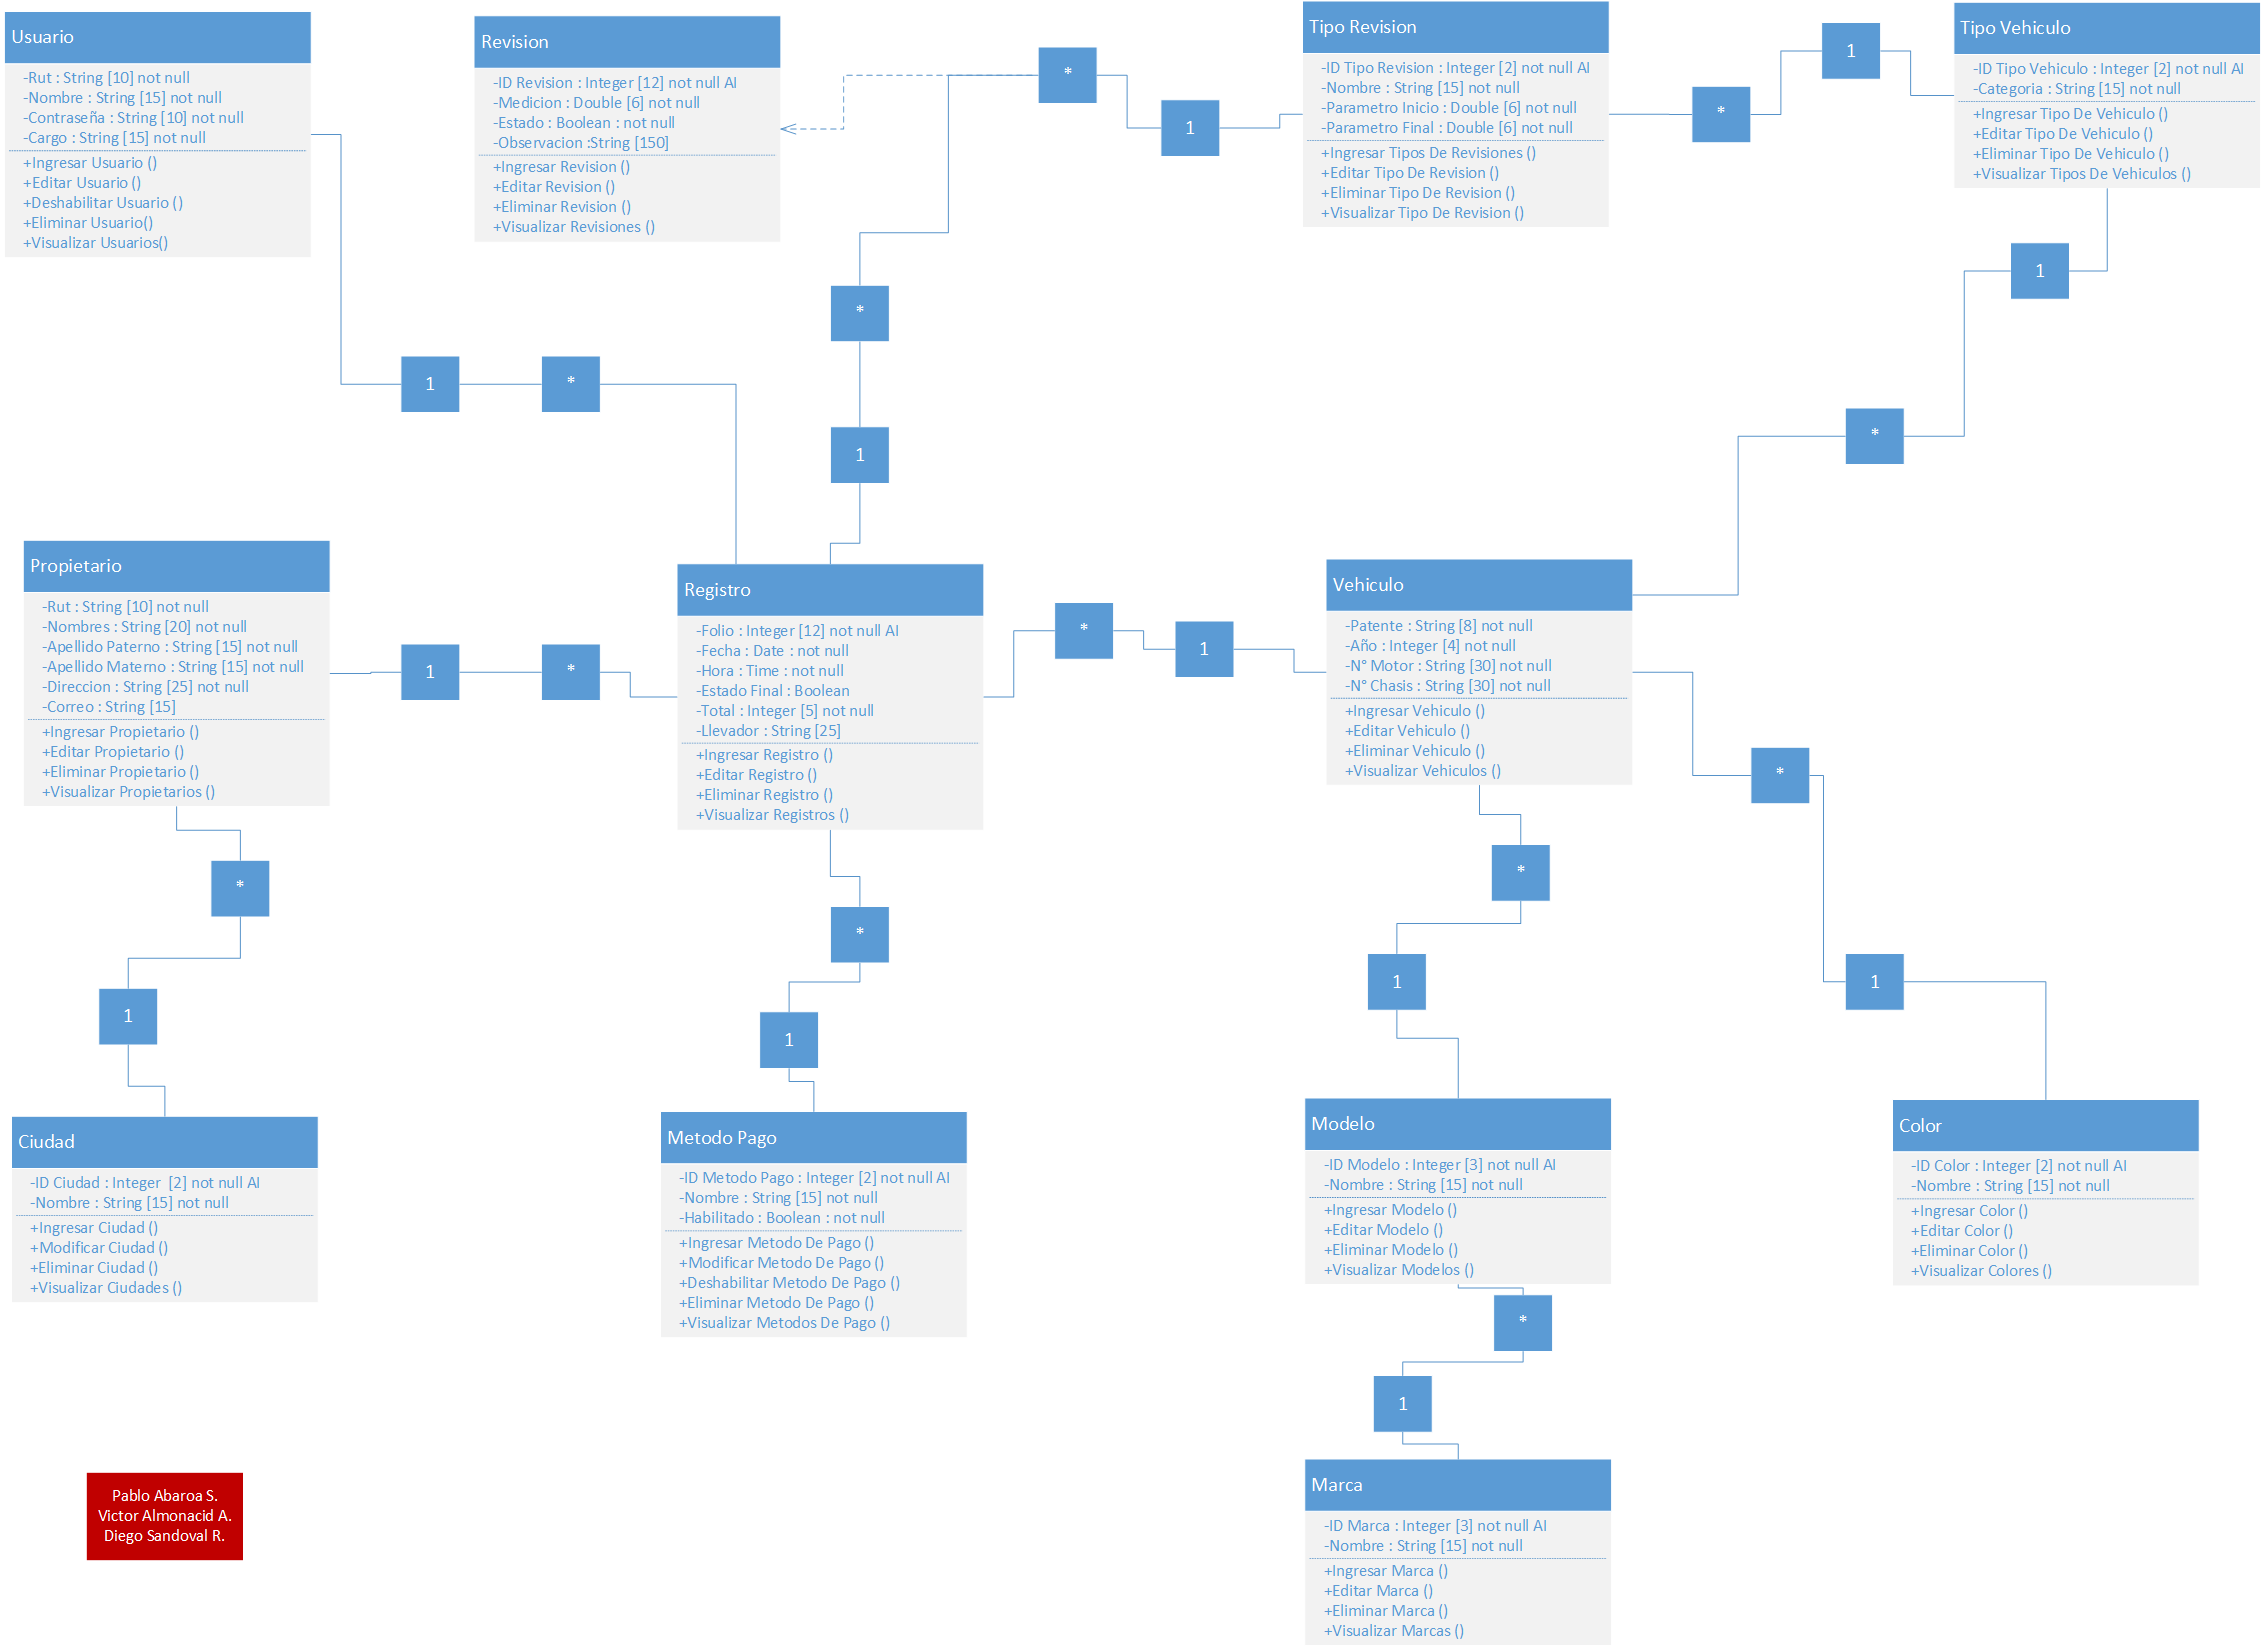 Usuario
-Rut : String [10] not null
-Nombre : String [15] not null
-Contraseña : String [10] not null
-Cargo : String [15] not null
+Ingresar Usuario ()
+Editar Usuario ()
+Deshabilitar Usuario ()
+Eliminar Usuario()
+Visualizar Usuarios()
Revision
-ID Revision : Integer [12] not null AI
-Medicion : Double [6] not null
-Estado : Boolean : not null
-Observacion :String [150]
+Ingresar Revision ()
+Editar Revision ()
+Eliminar Revision ()
+Visualizar Revisiones ()
*
1
Tipo Revision
-ID Tipo Revision : Integer [2] not null AI
-Nombre : String [15] not null
-Parametro Inicio : Double [6] not null
-Parametro Final : Double [6] not null
+Ingresar Tipos De Revisiones ()
+Editar Tipo De Revision ()
+Eliminar Tipo De Revision ()
+Visualizar Tipo De Revision ()
*
1
Tipo Vehiculo
-ID Tipo Vehiculo : Integer [2] not null AI
-Categoria : String [15] not null
+Ingresar Tipo De Vehiculo ()
+Editar Tipo De Vehiculo ()
+Eliminar Tipo De Vehiculo ()
+Visualizar Tipos De Vehiculos ()
1
*
*
1
1
*
Propietario
-Rut : String [10] not null
-Nombres : String [20] not null
-Apellido Paterno : String [15] not null
-Apellido Materno : String [15] not null
-Direccion : String [25] not null
-Correo : String [15]
+Ingresar Propietario ()
+Editar Propietario ()
+Eliminar Propietario ()
+Visualizar Propietarios ()
1
*
Registro
-Folio : Integer [12] not null AI
-Fecha : Date : not null
-Hora : Time : not null
-Estado Final : Boolean
-Total : Integer [5] not null
-Llevador : String [25]
+Ingresar Registro ()
+Editar Registro ()
+Eliminar Registro ()
+Visualizar Registros ()
*
1
Vehiculo
-Patente : String [8] not null
-Año : Integer [4] not null
-N° Motor : String [30] not null
-N° Chasis : String [30] not null
+Ingresar Vehiculo ()
+Editar Vehiculo ()
+Eliminar Vehiculo ()
+Visualizar Vehiculos ()
*
1
*
1
*
1
*
1
Ciudad
-ID Ciudad : Integer  [2] not null AI
-Nombre : String [15] not null
+Ingresar Ciudad ()
+Modificar Ciudad ()
+Eliminar Ciudad ()
+Visualizar Ciudades ()
Metodo Pago
-ID Metodo Pago : Integer [2] not null AI
-Nombre : String [15] not null
-Habilitado : Boolean : not null
+Ingresar Metodo De Pago ()
+Modificar Metodo De Pago ()
+Deshabilitar Metodo De Pago ()
+Eliminar Metodo De Pago ()
+Visualizar Metodos De Pago ()
Modelo
-ID Modelo : Integer [3] not null AI
-Nombre : String [15] not null
+Ingresar Modelo ()
+Editar Modelo ()
+Eliminar Modelo ()
+Visualizar Modelos ()
Color
-ID Color : Integer [2] not null AI
-Nombre : String [15] not null
+Ingresar Color ()
+Editar Color ()
+Eliminar Color ()
+Visualizar Colores ()
*
1
Marca
-ID Marca : Integer [3] not null AI
-Nombre : String [15] not null
+Ingresar Marca ()
+Editar Marca ()
+Eliminar Marca ()
+Visualizar Marcas ()
Pablo Abaroa S.
Victor Almonacid A.
Diego Sandoval R.